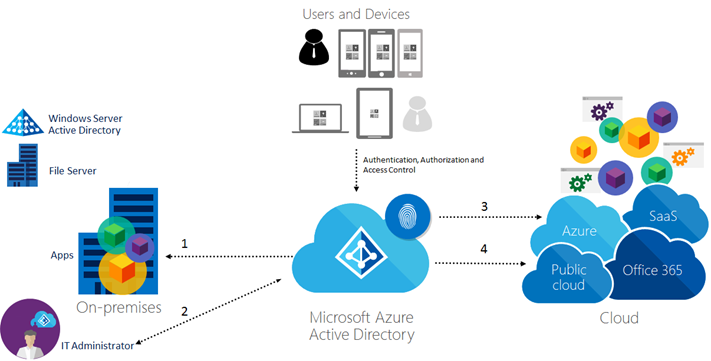 Users and Devices
Windows Server
Active Directory
File Server
Authentication, Authorization and
Access Control
Apps
On-premises
1
2
3
4
IT Administrator
Microsoft Azure
Active Directory
Azure
SaaS
Public
cloud
Office 365
Cloud